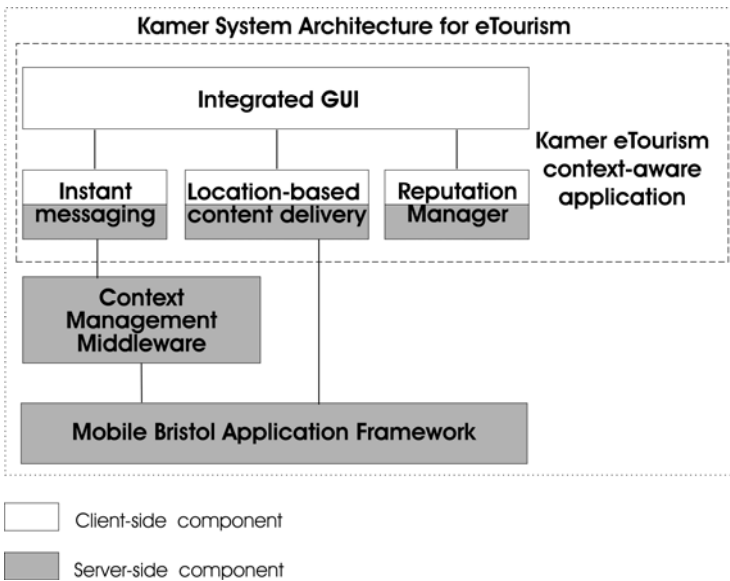 Kamer System Architecture for eTourism
Integrated GUI
Kamer eTourism
context-aware
application
Instant
messaging
Location-based
content delivery
Reputation
Manager
Context
Management
Middleware
Mobile Bristol Application Framework
Client-side component
Server-side component